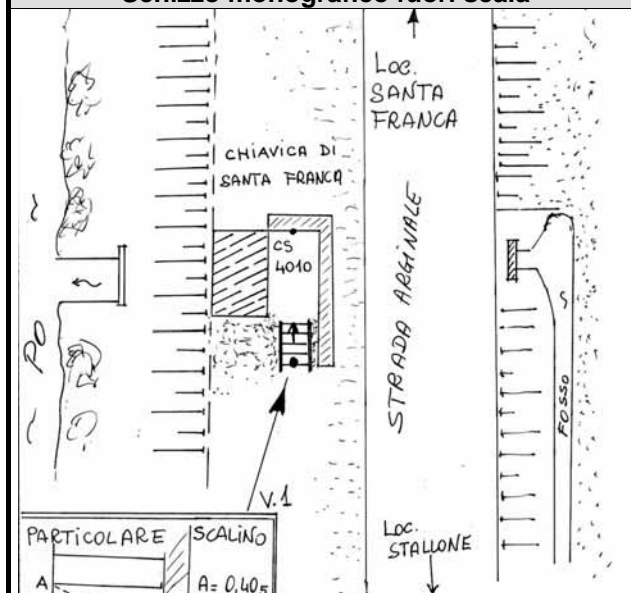 Schizzo monografico fuori scala
LOC.
SANTA
FRANCA
CHIAVICA DI
SANTA FRANCA
CS
4010
STRADA ARGINALE
PO
FOSSO
V.1
LOC.
STALLONE
PARTICOLARE
SCALINO
A
A= 0,405